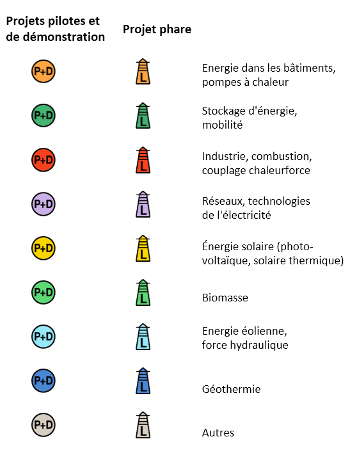 Projets pilotes et
de démonstration
Projet phare
P+D
L
Energie dans les bâtiments,
pompes à chaleur
P+D
L
Stockage d'énergie,
mobilité
P+D
L
Industrie, combustion,
couplage chaleurforce
P+D
L
Réseaux, technologies
de l'électricité
P+D
L
Énergie solaire (photo-
voltaïque, solaire thermique)
P+D
L
Biomasse
P+D
L
Energie éolienne,
force hydraulique
P+D
L
Géothermie
P+D
L
Autres